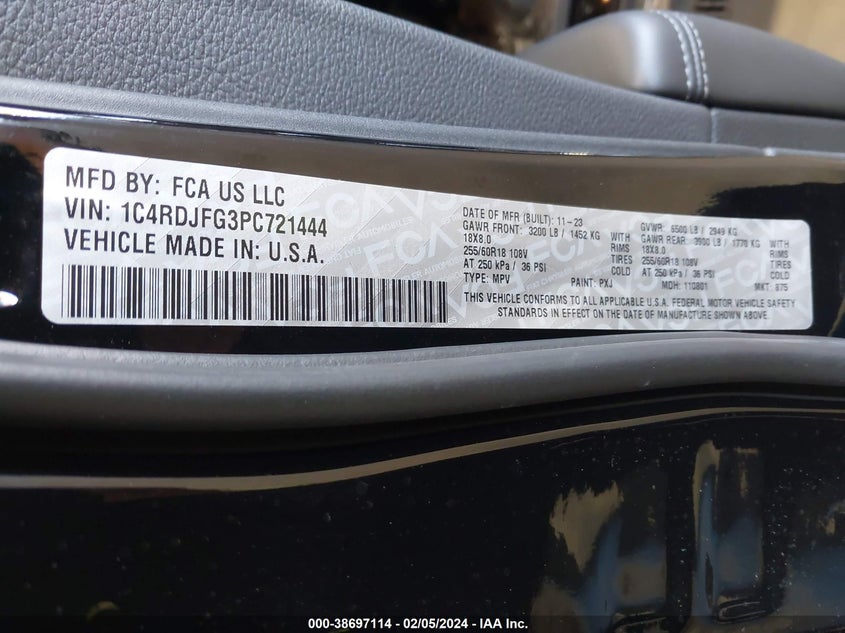 MFD BY: FCA US LLC
VIN: 1C4RDJFG3PC721444
VEHICLE MADE IN: U.S.A.
DATE OF MFR (BUILT): 11-23 GVWR: 6500 LB / 2949 KG
GAWR FRONT: 3200 LB / 1452 KG WITH GAWR REAR: 3900 LB / 1770 KG WITH
18X8.0 RIMS 18X8.0 RIMS
255/60R18 108V TIRES 255/60R18 108V TIRES
AT 250 kPa / 36 PSI COLD AT 250 kPa / 36 PSI COLD
TYPE: MPV PAINT: PXJ MDH: 110801 MKT: 875
THIS VEHICLE CONFORMS TO ALL APPLICABLE U.S.A. FEDERAL MOTOR VEHICLE SAFETY
STANDARDS IN EFFECT ON THE DATE OF MANUFACTURE SHOWN ABOVE.
000-38697114 - 02/05/2024 - IAA Inc.